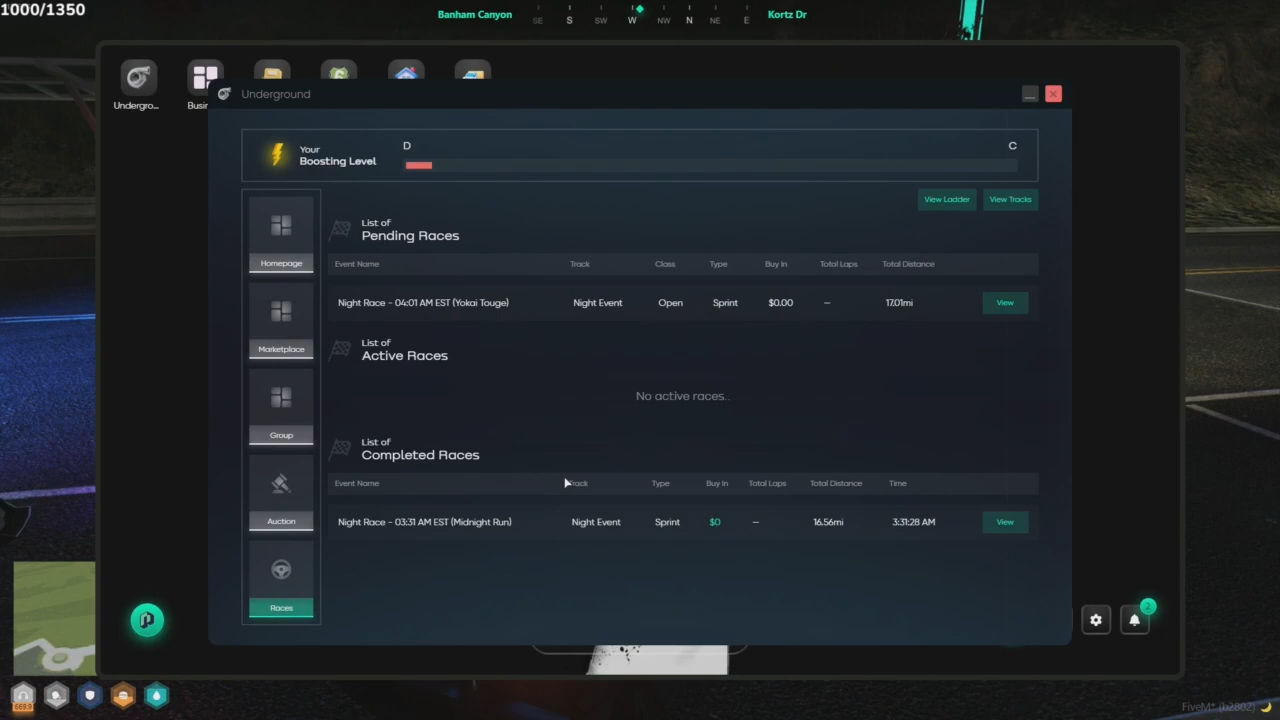 1000/1350
Banham Canyon SE S SW W NW N NE E Kortz Dr
Undergro...
Busin
Underground
Your
Boosting Level
D
C
View Ladder
View Tracks
Homepage
Marketplace
Group
Auction
Races
List of
Pending Races
Event Name Track Class Type Buy In Total Laps Total Distance
Night Race - 04:01 AM EST (Yokai Touge) Night Event Open Sprint $0.00 – 17.01mi View
List of
Active Races
No active races..
List of
Completed Races
Event Name Track Type Buy In Total Laps Total Distance Time
Night Race - 03:31 AM EST (Midnight Run) Night Event Sprint $0 – 16.56mi 3:31:28 AM View
2
669.9
FiveM* (b2802)